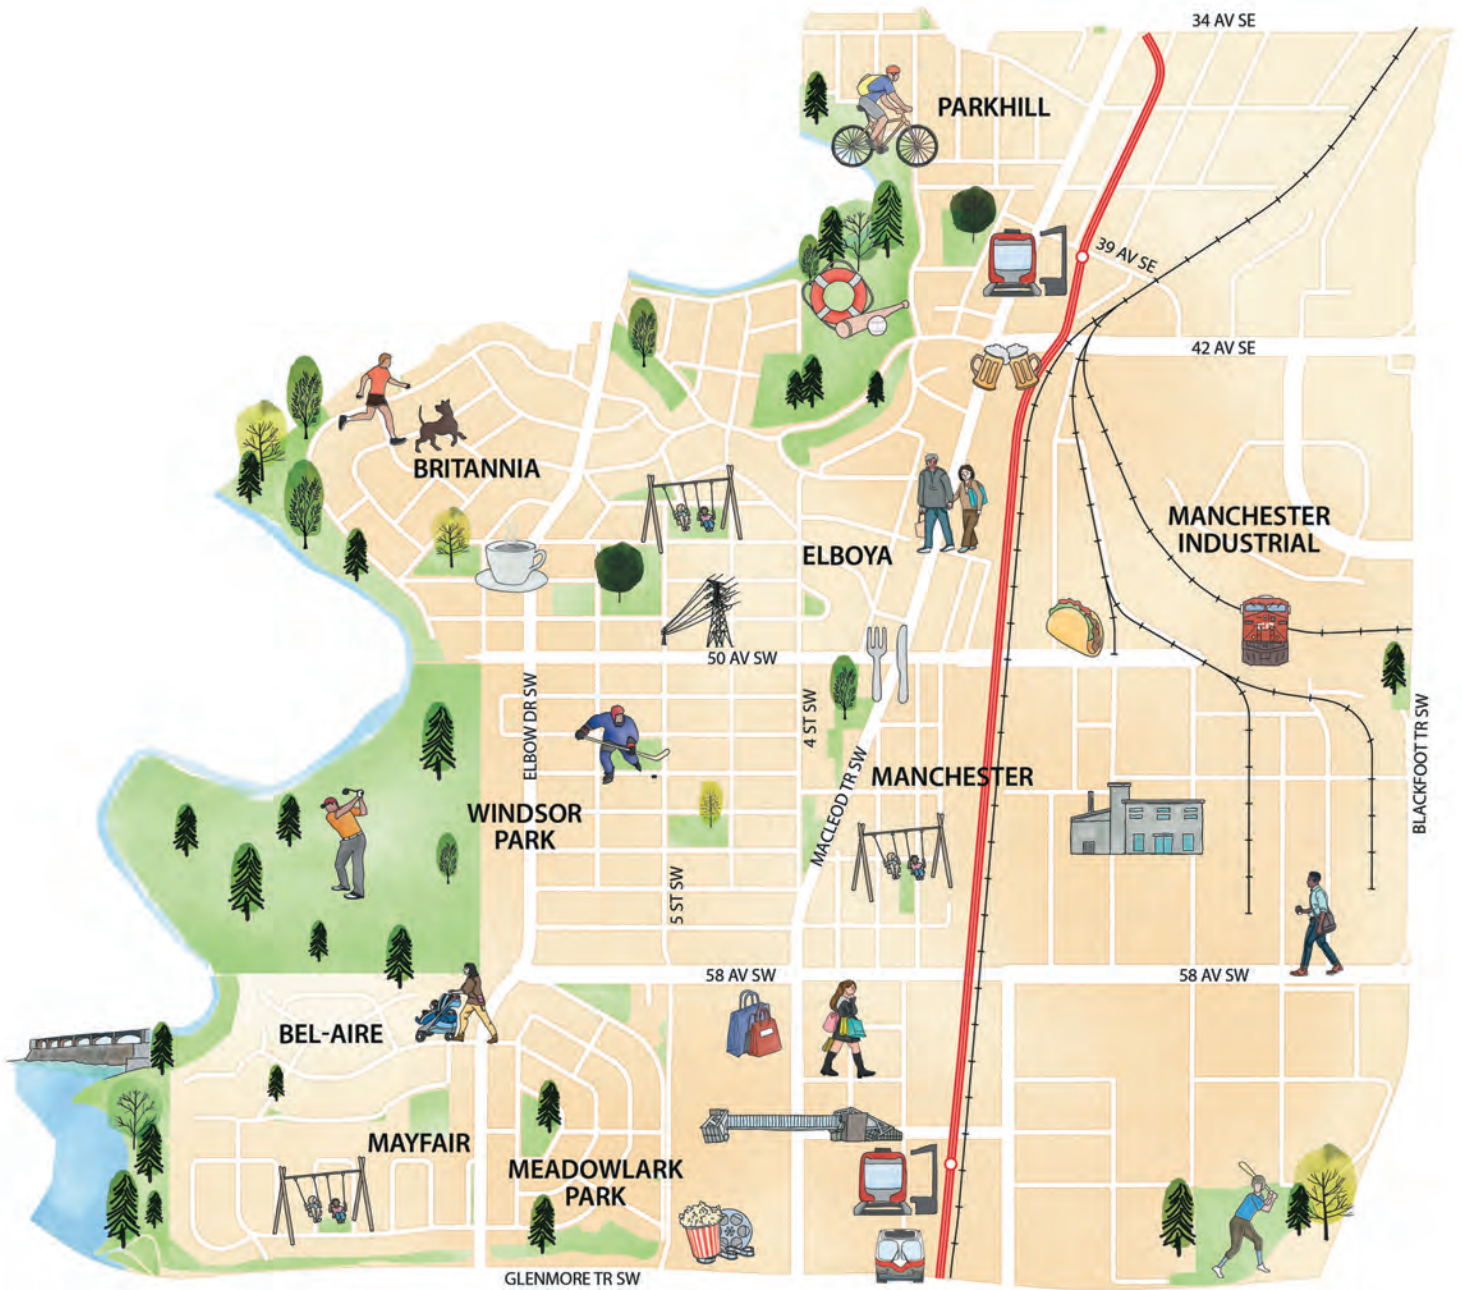 34 AV SE
PARKHILL
39 AV SE
42 AV SE
BRITANNIA
MANCHESTER
INDUSTRIAL
ELBOYA
50 AV SW
ELBOW DR SW
4 ST SW
MACLEOD TR SW
BLACKFOOT TR SW
MANCHESTER
WINDSOR
PARK
5 ST SW
58 AV SW
58 AV SW
BEL-AIRE
MAYFAIR
MEADOWLARK
PARK
GLENMORE TR SW